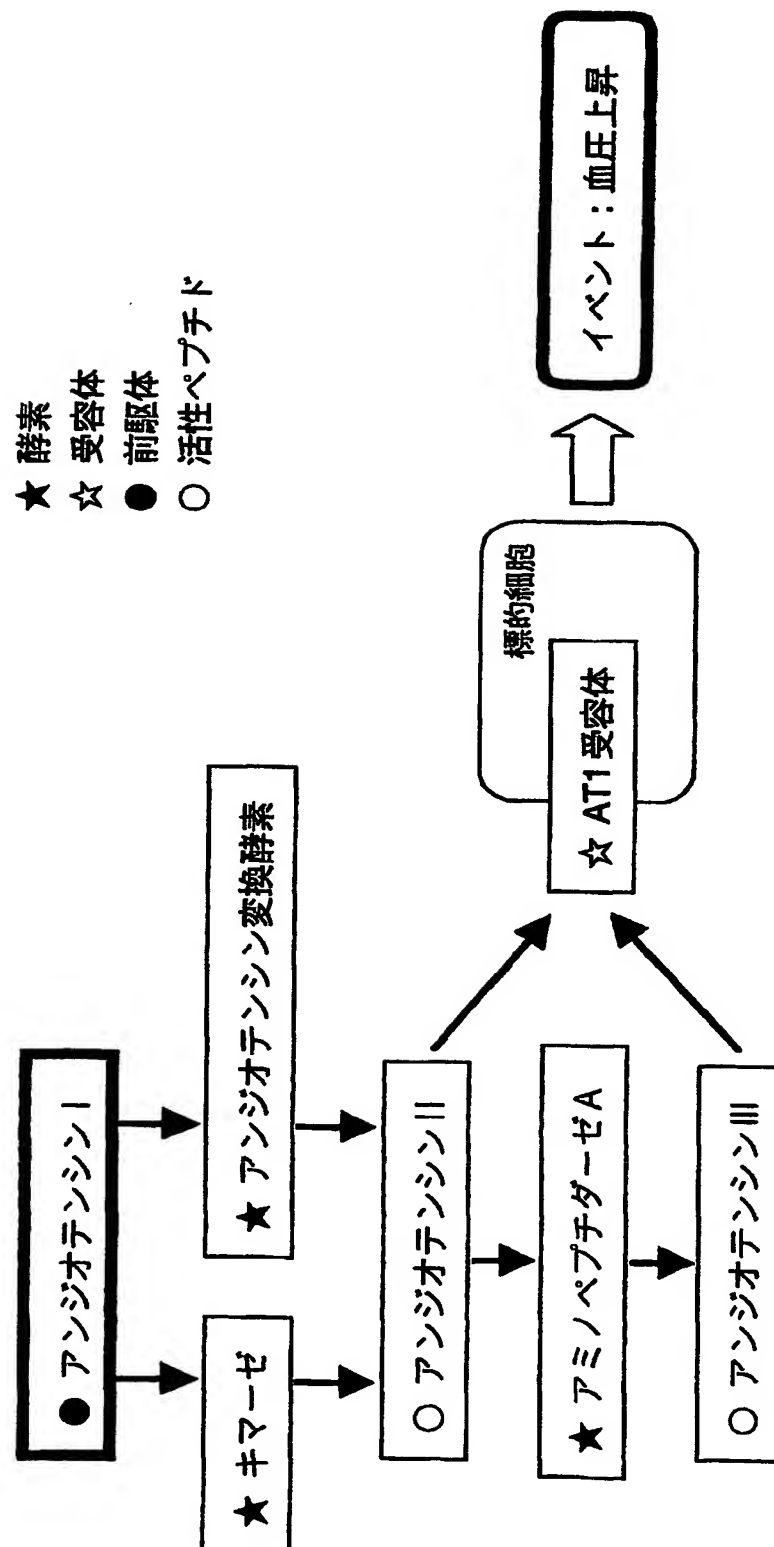 ★ 酵素
☆ 受容体
● 前駆体
○ 活性ペプチド
● アンジオテンシンI
★ キマーゼ
★ アンジオテンシン変換酵素
○ アンジオテンシンII
★ アミノペプチダーゼA
○ アンジオテンシンIII
標的細胞
☆ AT1受容体
イベント：血圧上昇